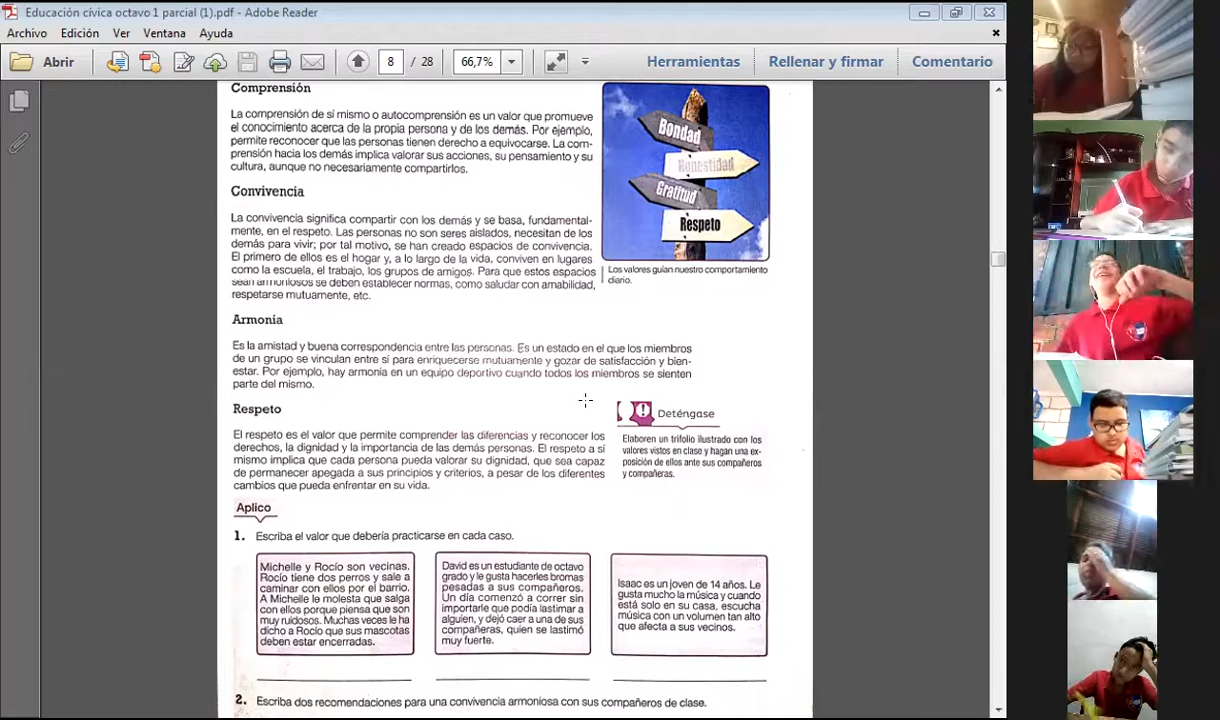 Educación cívica octavo 1 parcial (1).pdf - Adobe Reader
Archivo Edición Ver Ventana Ayuda
Abrir 8 / 28 66,7% Herramientas Rellenar y firmar Comentario
Comprensión
La comprensión de sí mismo o autocomprensión es un valor que promueve
el conocimiento acerca de la propia persona y de los demás. Por ejemplo,
permite reconocer que las personas tienen derecho a equivocarse. La com-
prensión hacia los demás implica valorar sus acciones, su pensamiento y su
cultura, aunque no necesariamente compartirlos.
Bondad
Honestidad
Gratitud
Respeto
Los valores guían nuestro comportamiento
diario.
Convivencia
La convivencia significa compartir con los demás y se basa, fundamental-
mente, en el respeto. Las personas no son seres aislados, necesitan de los
demás para vivir; por tal motivo, se han creado espacios de convivencia.
El primero de ellos es el hogar y, a lo largo de la vida, conviven en lugares
como la escuela, el trabajo, los grupos de amigos. Para que estos espacios
sean armoniosos se deben establecer normas, como saludar con amabilidad,
respetarse mutuamente, etc.
Armonía
Es la amistad y buena correspondencia entre las personas. Es un estado en el que los miembros
de un grupo se vinculan entre sí para enriquecerse mutuamente y gozar de satisfacción y bien-
estar. Por ejemplo, hay armonía en un equipo deportivo cuando todos los miembros se sienten
parte del mismo.
Respeto
El respeto es el valor que permite comprender las diferencias y reconocer los
derechos, la dignidad y la importancia de las demás personas. El respeto a sí
mismo implica que cada persona pueda valorar su dignidad, que sea capaz
de permanecer apegada a sus principios y criterios, a pesar de los diferentes
cambios que pueda enfrentar en su vida.
Deténgase
Elaboren un trifolio ilustrado con los
valores vistos en clase y hagan una ex-
posición de ellos ante sus compañeros
y compañeras.
Aplico
1. Escriba el valor que debería practicarse en cada caso.
Michelle y Rocío son vecinas.
Rocío tiene dos perros y sale a
caminar con ellos por el barrio.
A Michelle le molesta que salga
con ellos porque piensa que son
muy ruidosos. Muchas veces le ha
dicho a Rocío que sus mascotas
deben estar encerradas.
David es un estudiante de octavo
grado y le gusta hacerles bromas
pesadas a sus compañeros.
Un día comenzó a correr sin
importarle que podía lastimar a
alguien, y dejó caer a una de sus
compañeras, quien se lastimó
muy fuerte.
Isaac es un joven de 14 años. Le
gusta mucho la música y cuando
está solo en su casa, escucha
música con un volumen tan alto
que afecta a sus vecinos.
2. Escriba dos recomendaciones para una convivencia armoniosa con sus compañeros de clase.